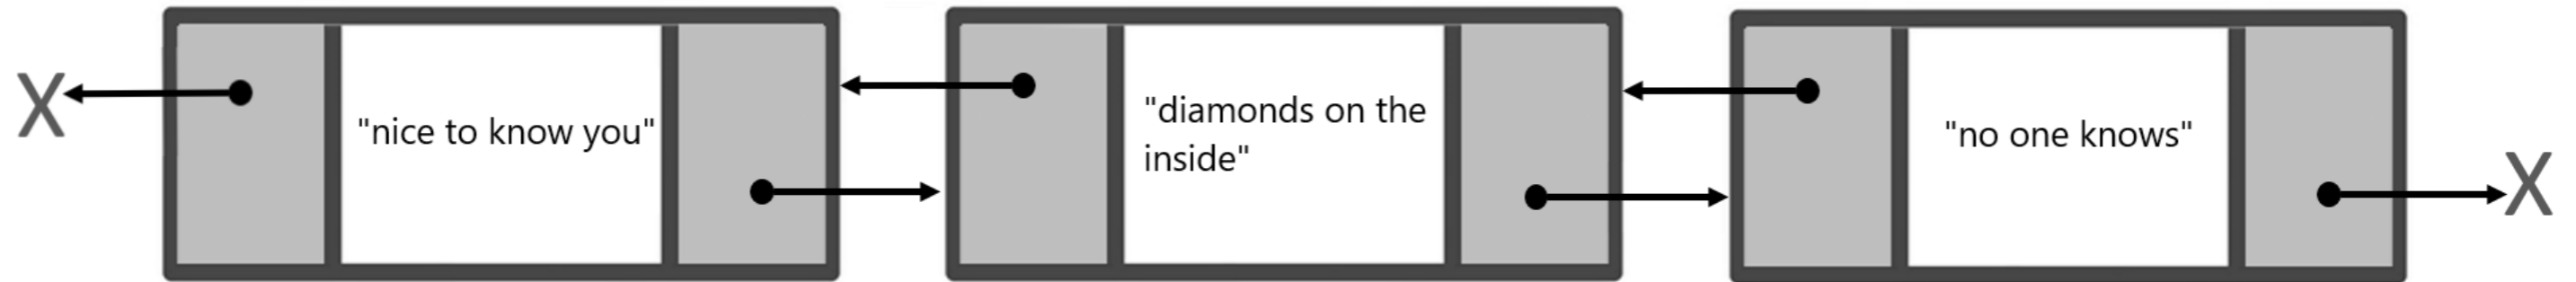 X
"nice to know you"
"diamonds on the
inside"
"no one knows"
X